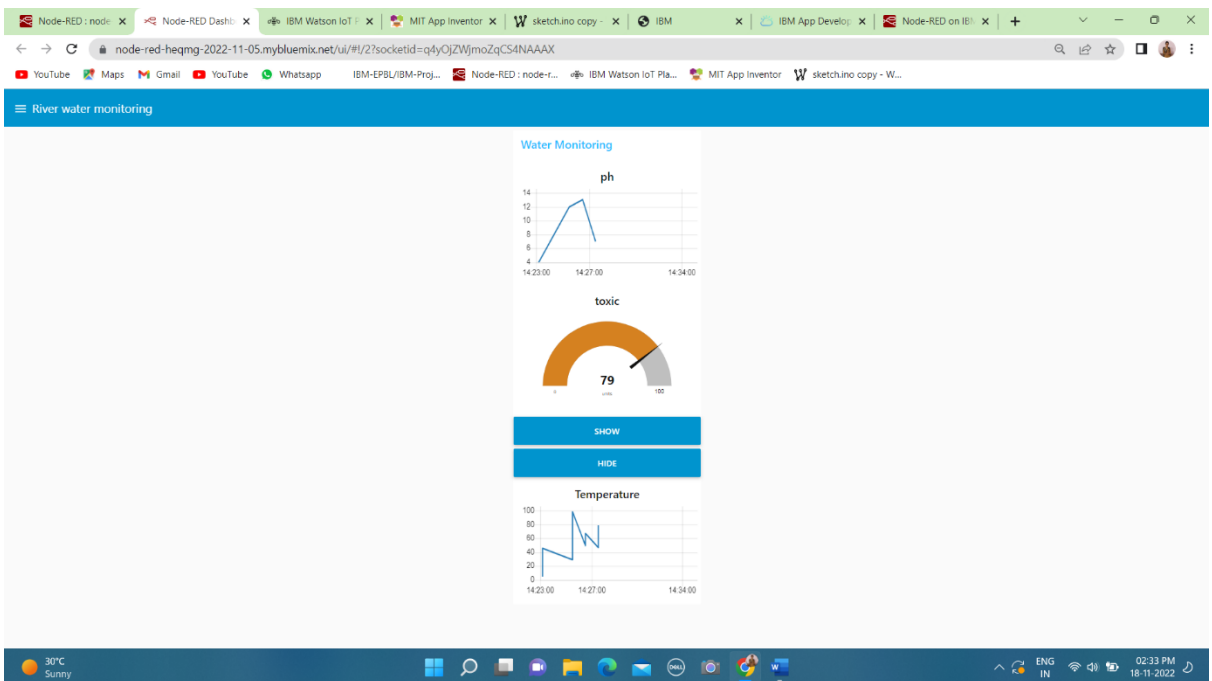 Node-RED : node
Node-RED Dashb
IBM Watson IoT P
MIT App Inventor
sketch.ino copy -
IBM
IBM App Develop
Node-RED on IB
node-red-heqmg-2022-11-05.mybluemix.net/ui/#!/2?socketid=q4yOjZWjmoZqCS4NAAAX
YouTube Maps Gmail YouTube Whatsapp IBM-EPBL/IBM-Proj... Node-RED : node-r... IBM Watson IoT Pla... MIT App Inventor sketch.ino copy - W...
River water monitoring
Water Monitoring
ph
14
12
10
8
6
4
14:23:00 14:27:00 14:34:00
toxic
79
units
0 100
SHOW
HIDE
Temperature
100
80
60
40
20
0
14:23:00 14:27:00 14:34:00
30°C
Sunny
DELL
ENG
IN
02:33 PM
18-11-2022